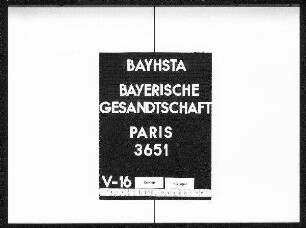 BAYHSTA
BAYERISCHE
GESANDTSCHAFT
PARIS
3651
V-16